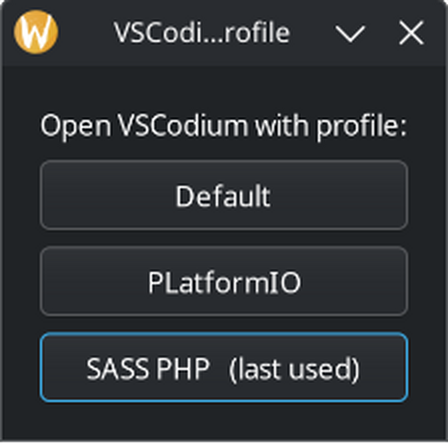 VSCodi...rofile
Open VSCodium with profile:
Default
PLatformIO
SASS PHP (last used)